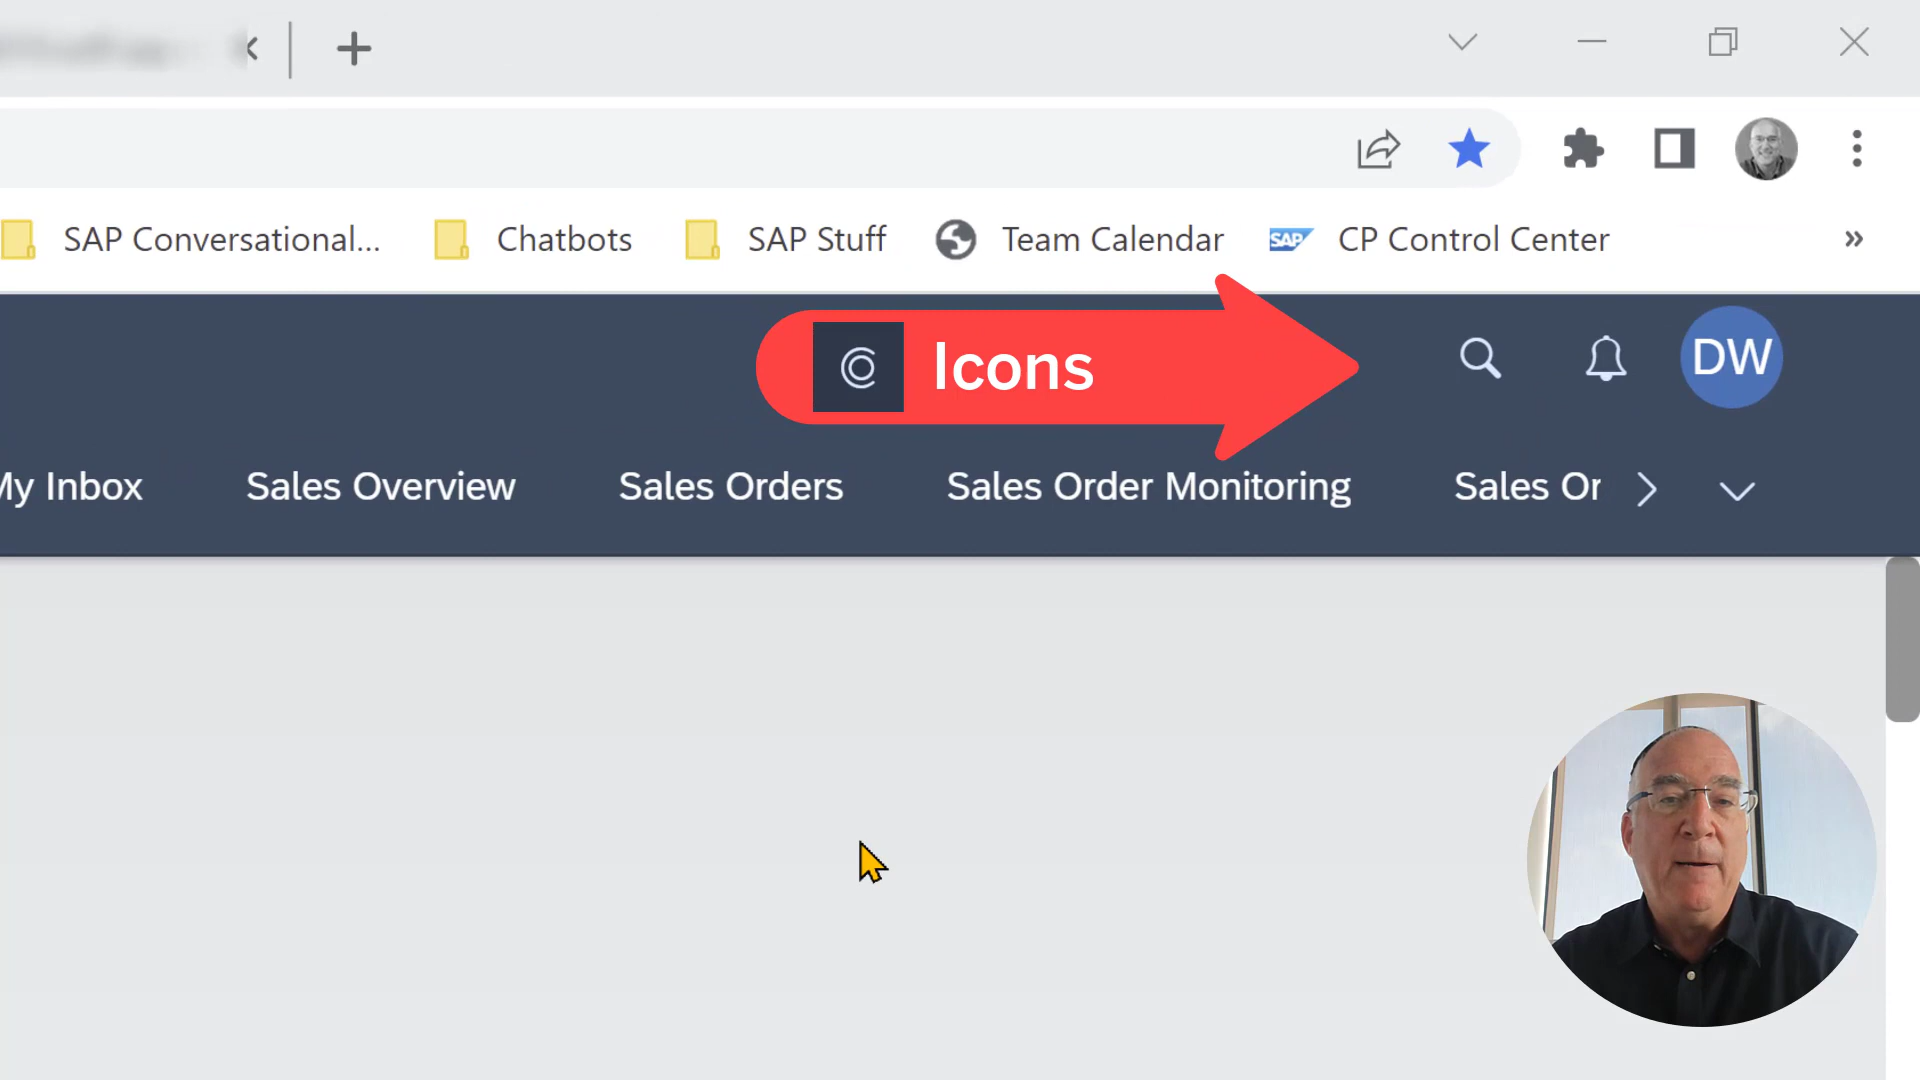 SAP Conversational... Chatbots SAP Stuff Team Calendar SAP CP Control Center
Icons DW
My Inbox Sales Overview Sales Orders Sales Order Monitoring Sales Or